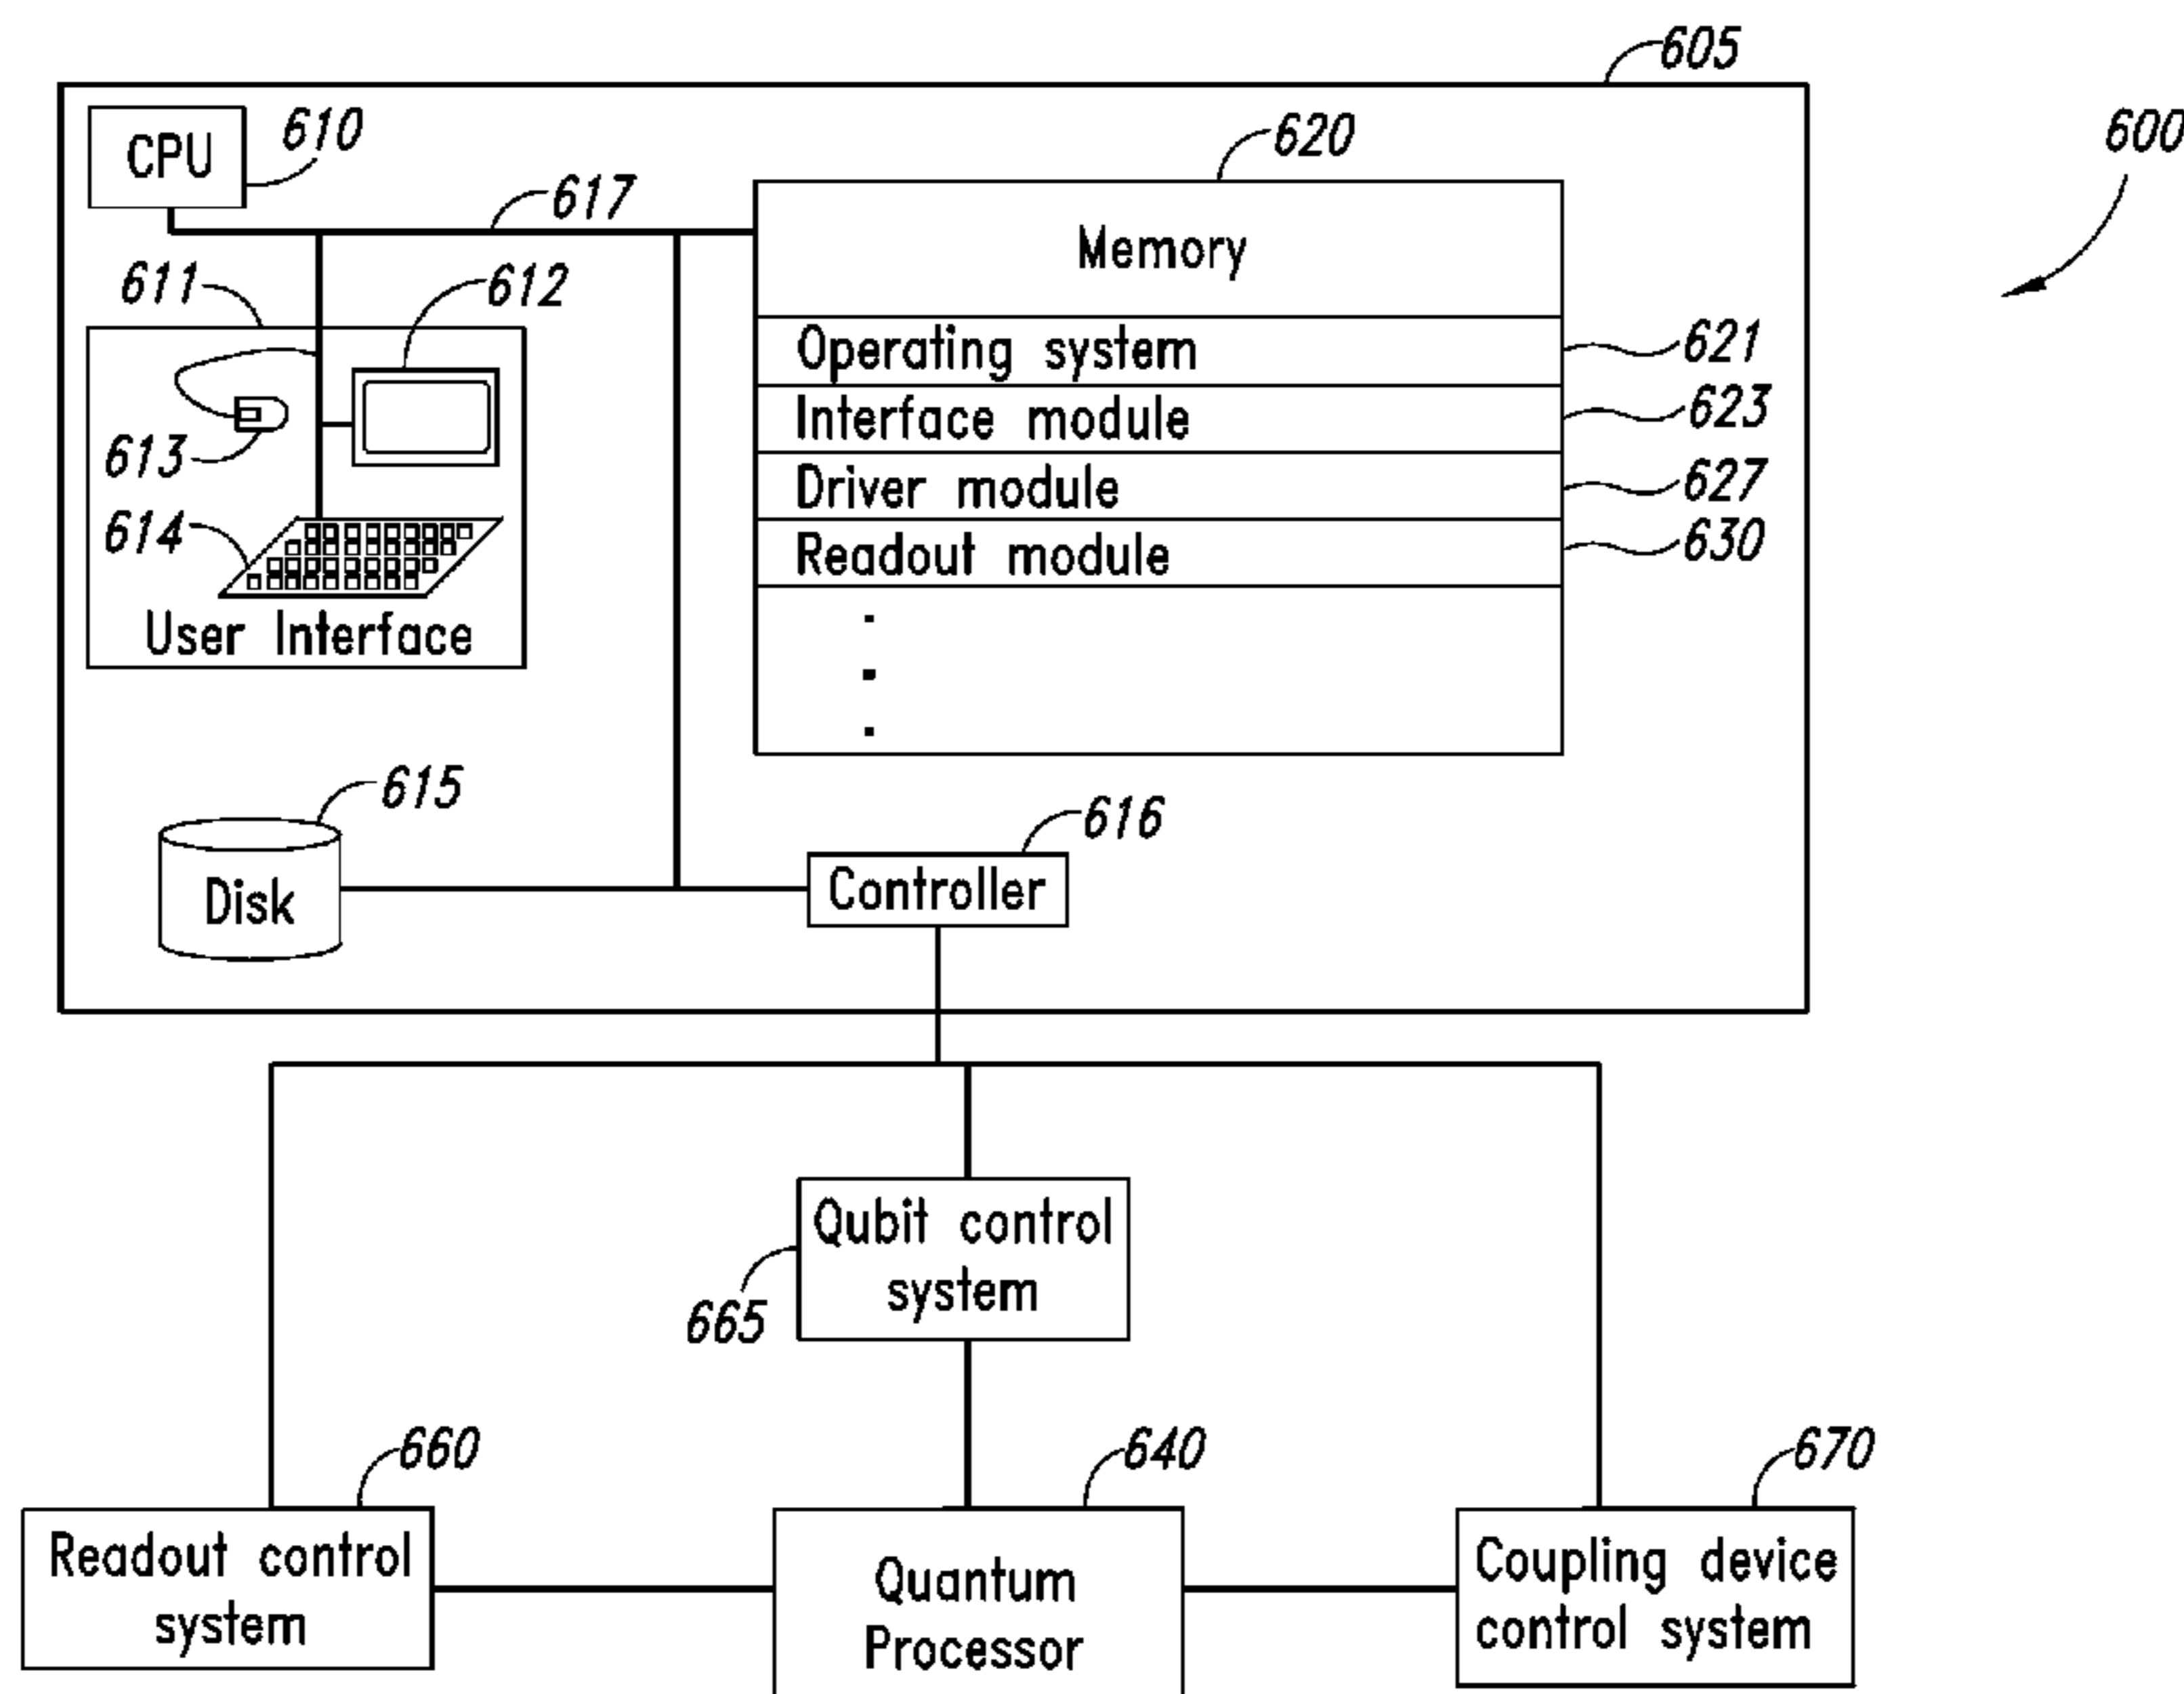 605
CPU
610
620
600
617
Memory
611
612
Operating system
621
Interface module
623
613
Driver module
627
614
Readout module
630
User Interface
.
.
.
615
616
Disk
Controller
Qubit control
system
665
660
640
670
Readout control
system
Quantum
Processor
Coupling device
control system